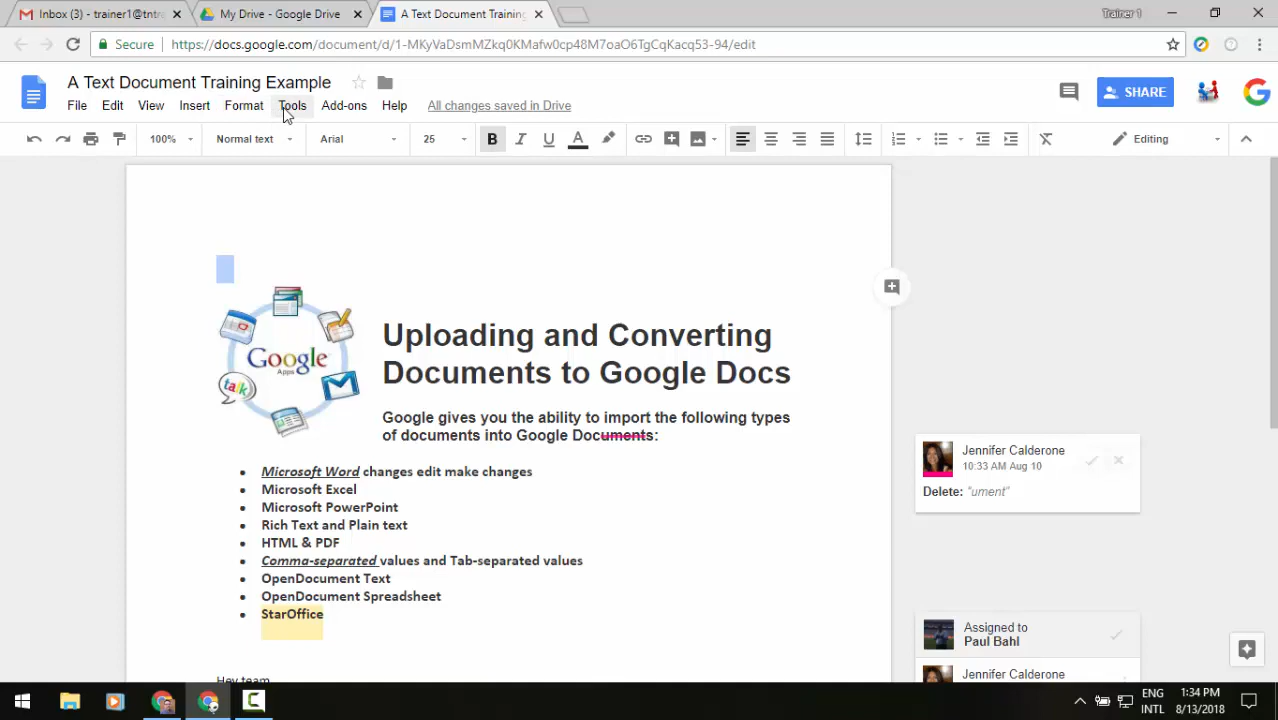 Inbox (3) - trainer1@tntr
My Drive - Google Drive
A Text Document Training
Trainer 1
Secure
https://docs.google.com/document/d/1-MKyVaDsmMZkq0KMafw0cp48M7oaO6TgCqKacq53-94/edit
A Text Document Training Example
File Edit View Insert Format Tools Add-ons Help All changes saved in Drive
SHARE
100% Normal text Arial 25 B I U A Editing
Google
Apps
talk
Uploading and Converting
Documents to Google Docs
Google gives you the ability to import the following types
of documents into Google Documents:
• Microsoft Word changes edit make changes
• Microsoft Excel
• Microsoft PowerPoint
• Rich Text and Plain text
• HTML & PDF
• Comma-separated values and Tab-separated values
• OpenDocument Text
• OpenDocument Spreadsheet
• StarOffice
Hey team
Jennifer Calderone
10:33 AM Aug 10
Delete: "ument"
Assigned to
Paul Bahl
Jennifer Calderone
ENG
INTL
1:34 PM
8/13/2018